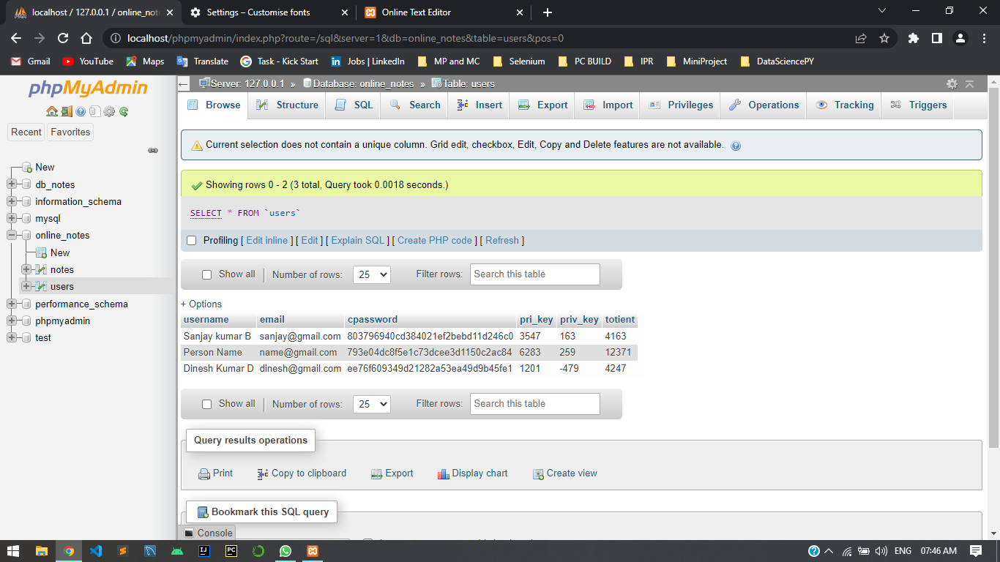 localhost / 127.0.0.1 / online_not
Settings – Customise fonts
Online Text Editor
localhost/phpmyadmin/index.php?route=/sql&server=1&db=online_notes&table=users&pos=0
Gmail YouTube Maps Translate Task - Kick Start Jobs | LinkedIn MP and MC Selenium PC BUILD IPR MiniProject DataSciencePY
phpMyAdmin
Recent Favorites
New
db_notes
information_schema
mysql
online_notes
New
notes
users
performance_schema
phpmyadmin
test
Server: 127.0.0.1 » Database: online_notes » Table: users
Browse Structure SQL Search Insert Export Import Privileges Operations Tracking Triggers
Current selection does not contain a unique column. Grid edit, checkbox, Edit, Copy and Delete features are not available.
Showing rows 0 - 2 (3 total, Query took 0.0018 seconds.)
SELECT * FROM `users`
Profiling [ Edit inline ] [ Edit ] [ Explain SQL ] [ Create PHP code ] [ Refresh ]
Show all | Number of rows: 25 Filter rows: Search this table
+ Options
username email cpassword pri_key priv_key totient
Sanjay kumar B sanjay@gmail.com 803796940cd384021ef2bebd11d246c0 3547 163 4163
Person Name name@gmail.com 793e04dc8f5e1c73dcee3d1150c2ac84 6283 259 12371
Dinesh Kumar D dinesh@gmail.com ee76f609349d21282a53ea49d9b45fe1 1201 -479 4247
Show all | Number of rows: 25 Filter rows: Search this table
Query results operations
Print Copy to clipboard Export Display chart Create view
Bookmark this SQL query
Console
ENG 07:46 AM